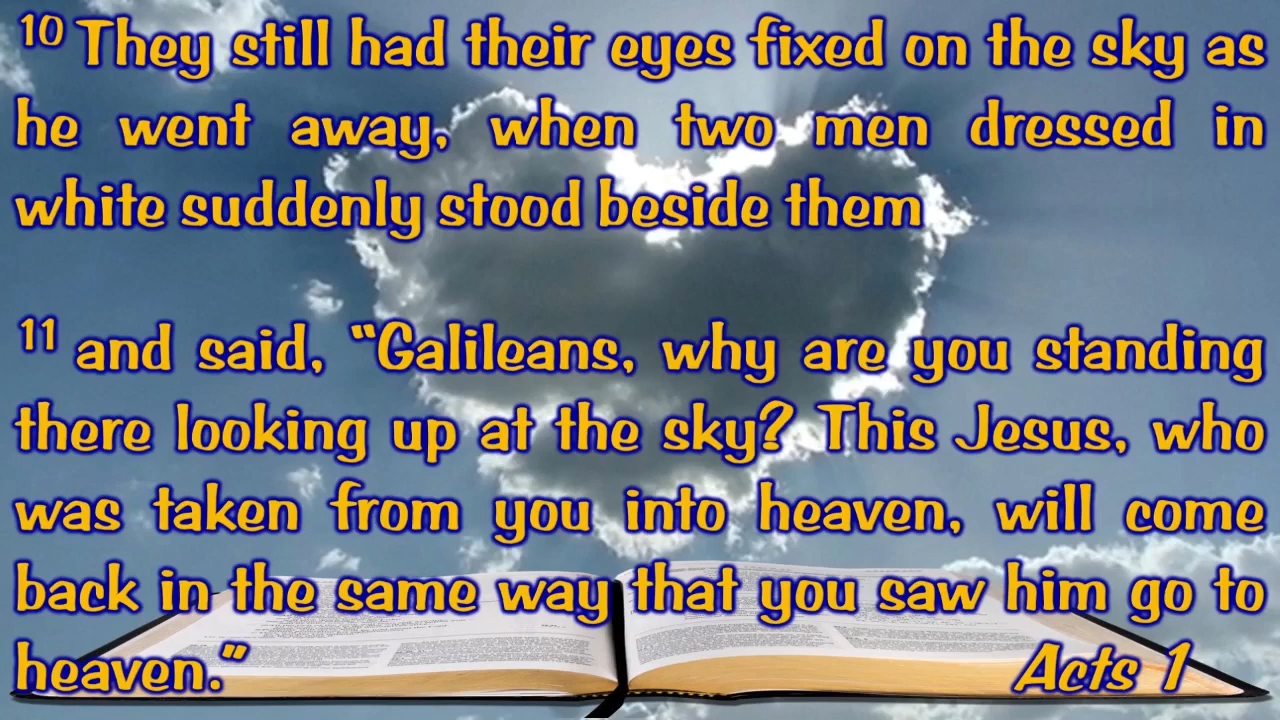 10 They still had their eyes fixed on the sky as
he went away, when two men dressed in
white suddenly stood beside them
11 and said, “Galileans, why are you standing
there looking up at the sky? This Jesus, who
was taken from you into heaven, will come
back in the same way that you saw him go to
heaven.”
Acts 1